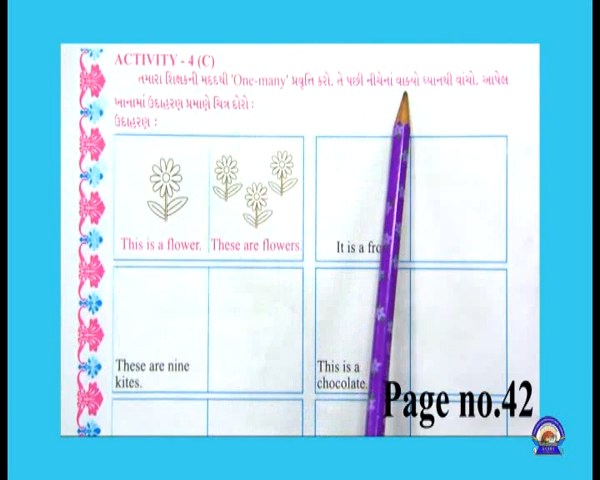 ACTIVITY - 4 (C)
તમારા શિક્ષકની મદદથી 'One-many' પ્રવૃત્તિ કરો. તે પછી નીચેનાં વાક્યો ધ્યાનથી વાંચો. આપેલ
ખાનામાં ઉદાહરણ પ્રમાણે ચિત્ર દોરો :
ઉદાહરણ :
This is a flower. These are flowers.
It is a
These are nine
kites.
This is a
chocolate.
Page no.42